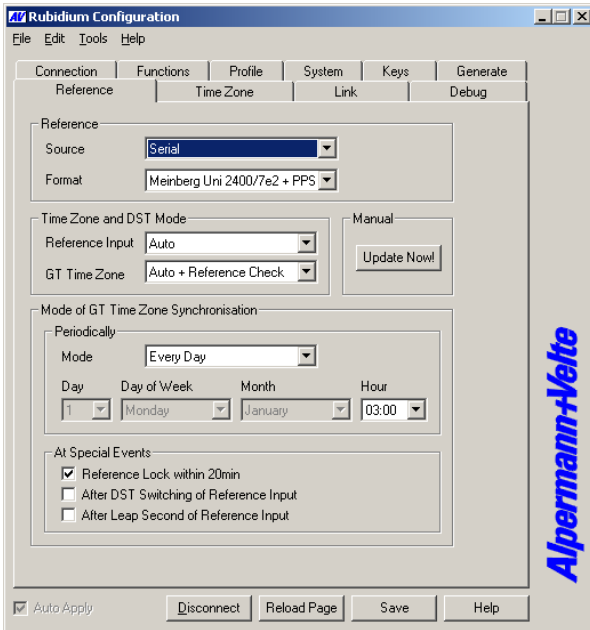 AV Rubidium Configuration
File Edit Tools Help
Connection Functions Profile System Keys Generate
Reference Time Zone Link Debug
Reference
Source Serial
Format Meinberg Uni 2400/7e2 + PPS
Time Zone and DST Mode Manual
Reference Input Auto
Update Now!
GT Time Zone Auto + Reference Check
Mode of GT Time Zone Synchronisation
Periodically
Mode Every Day
Day Day of Week Month Hour
1 Monday January 03:00
At Special Events
Reference Lock within 20min
After DST Switching of Reference Input
After Leap Second of Reference Input
Alpermann+Velte
Auto Apply Disconnect Reload Page Save Help